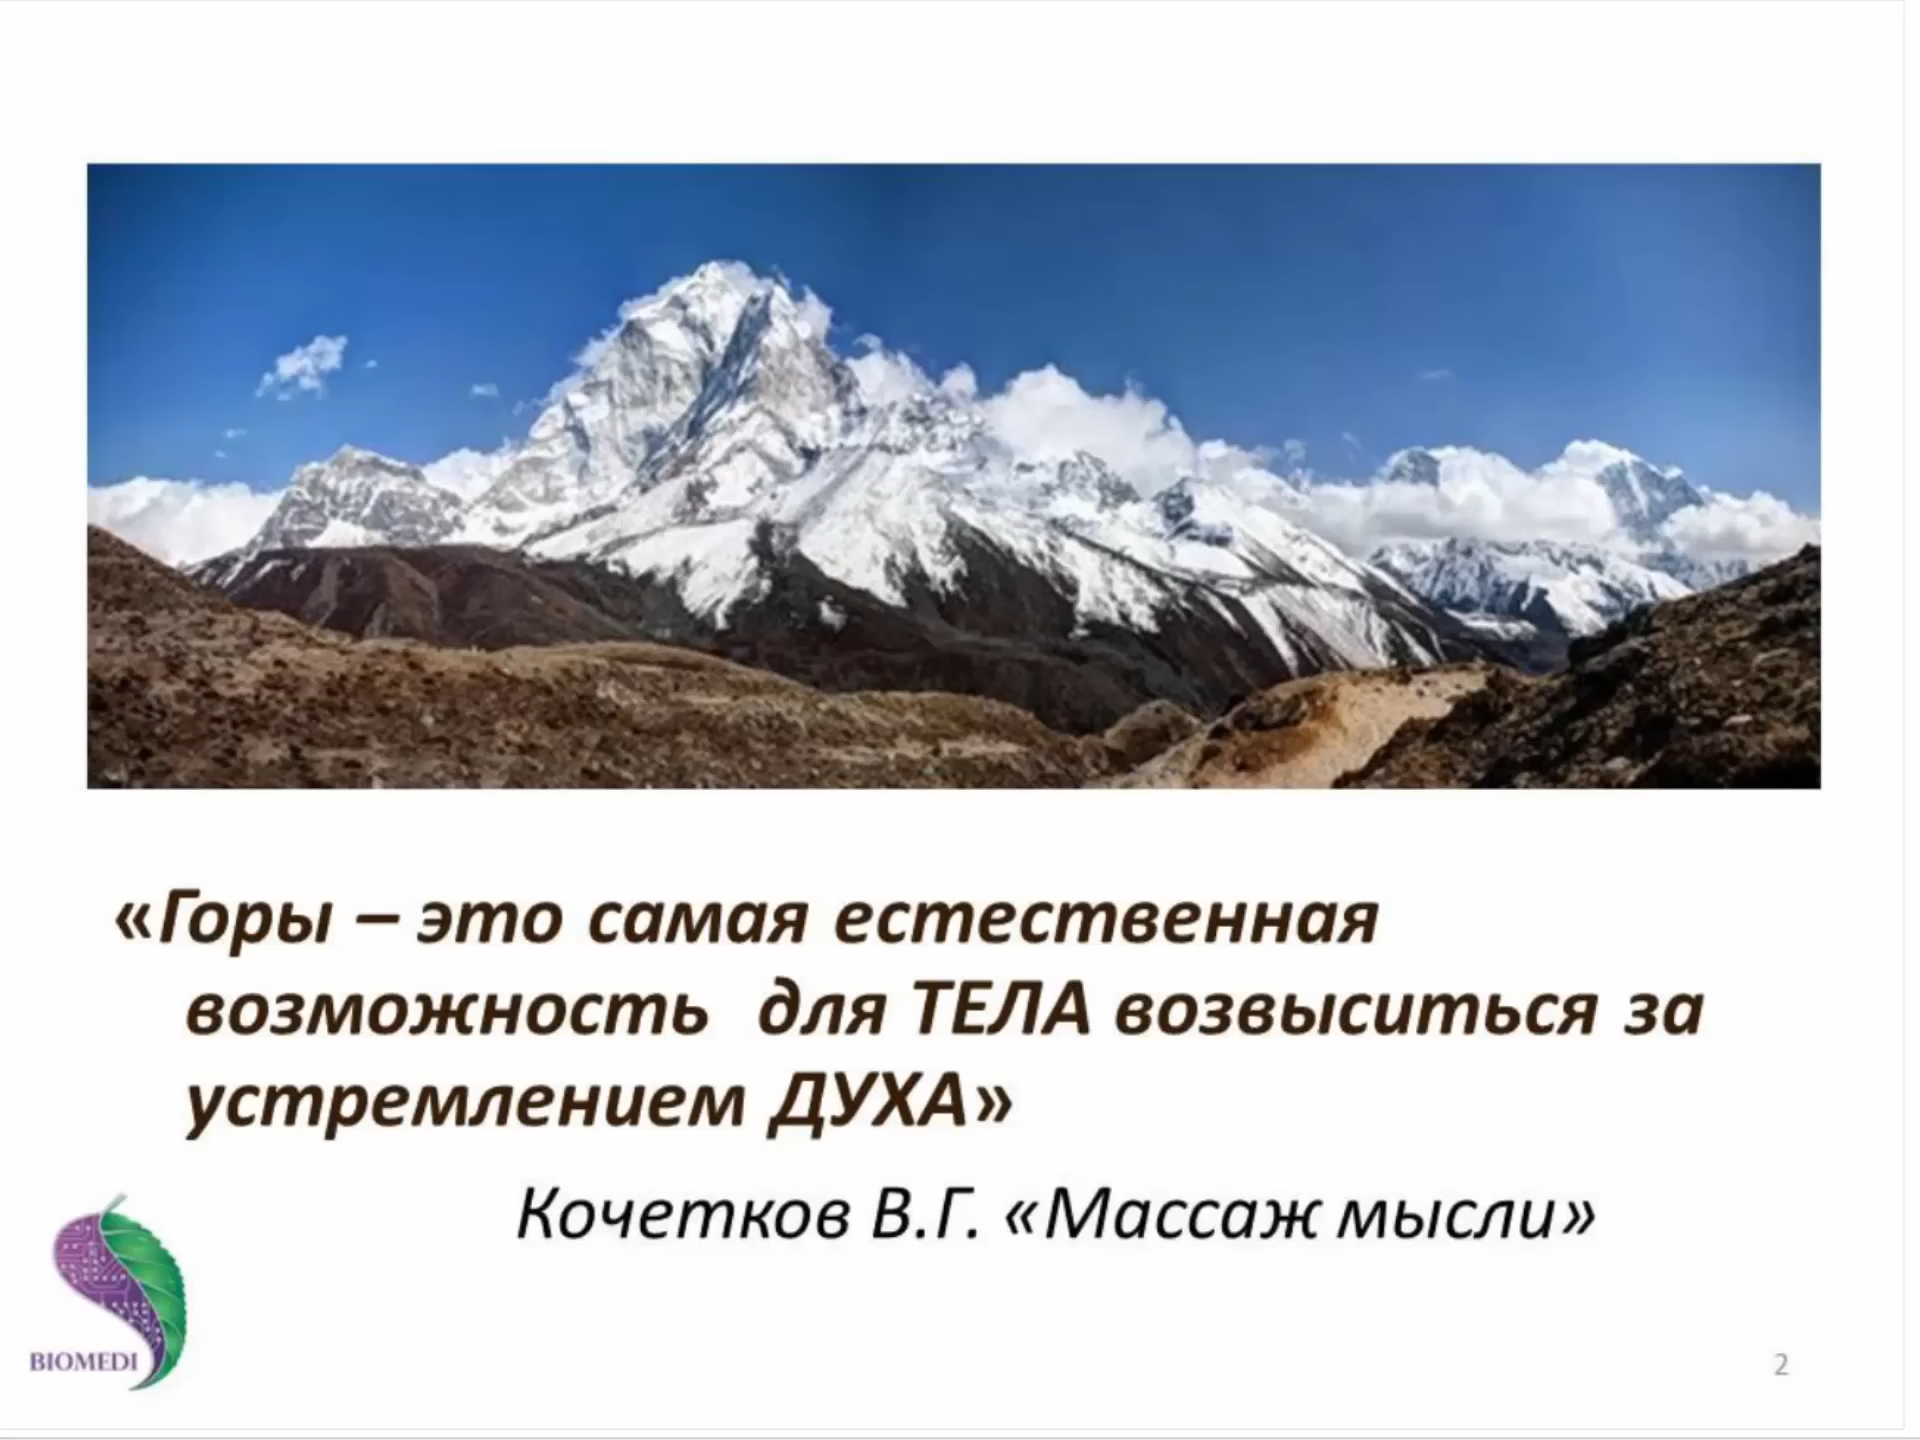 «Горы – это самая естественная
возможность для ТЕЛА возвыситься за
устремлением ДУХА»
Кочетков В.Г. «Массаж мысли»
BIOMEDI
2